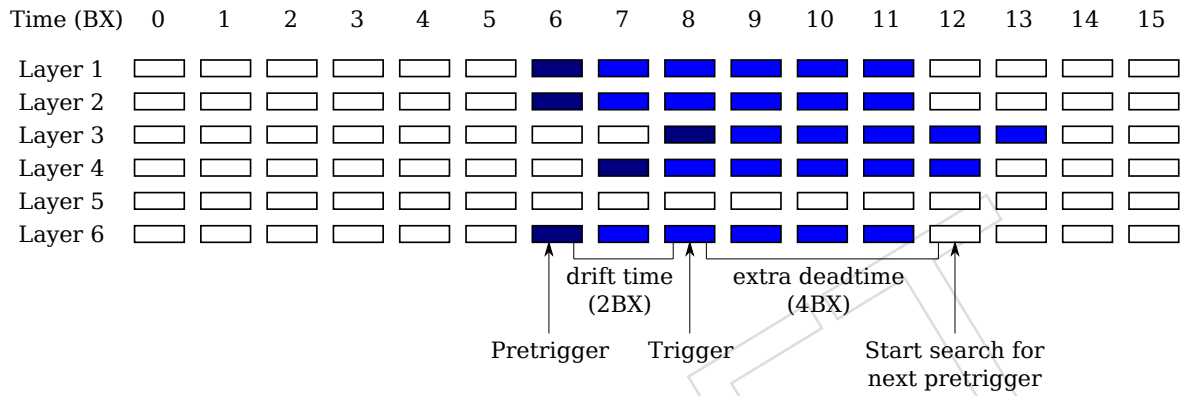 Time (BX) 0 1 2 3 4 5 6 7 8 9 10 11 12 13 14 15
Layer 1
Layer 2
Layer 3
Layer 4
Layer 5
Layer 6
drift time extra deadtime
(2BX) (4BX)
Pretrigger Trigger Start search for
next pretrigger